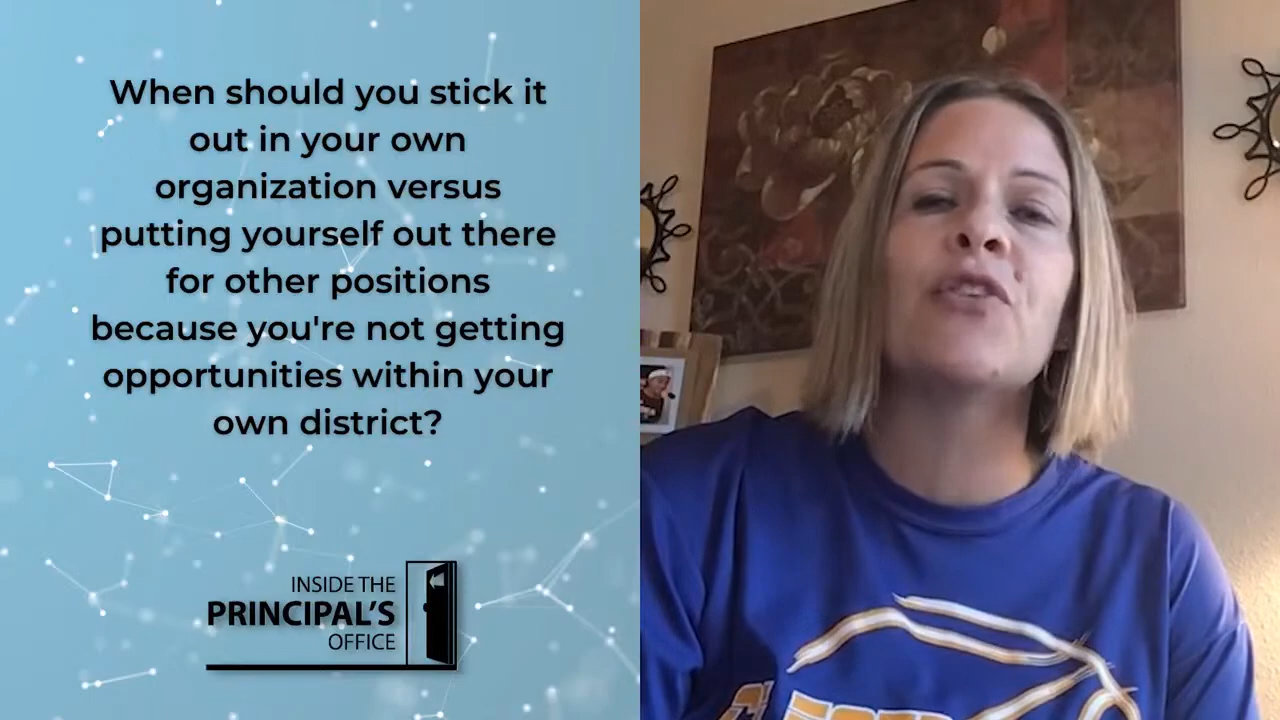 When should you stick it
out in your own
organization versus
putting yourself out there
for other positions
because you're not getting
opportunities within your
own district?
INSIDE THE
PRINCIPAL'S
OFFICE